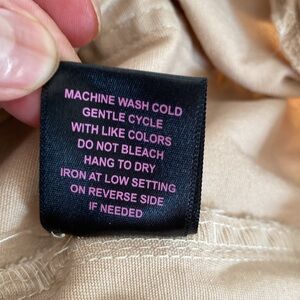 MACHINE WASH COLD
GENTLE CYCLE
WITH LIKE COLORS
DO NOT BLEACH
HANG TO DRY
IRON AT LOW SETTING
ON REVERSE SIDE
IF NEEDED